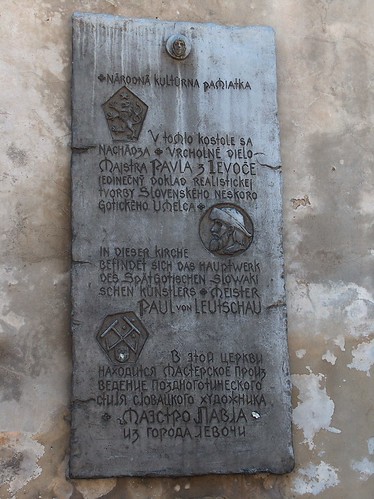 NÁRODNÁ KULTÚRNA PAMIATKA
V TOMTO KOSTOLE SA
NACHÁDZA • VRCHOLNÉ DIELO
MAJSTRA PAVLA Z LEVOČE
JEDINEČNÝ DOKLAD REALISTICKEJ
TVORBY SLOVENSKÉHO NESKORO
GOTICKÉHO UMELCA •
IN DIESER KIRCHE
BEFINDET SICH DAS HAUPTWERK
DES SPÄTGOTISCHEN SLOWAKI
SCHEN KÜNSTLERS • MEISTER
PAUL VON LEUTSCHAU
В ЭТОЙ ЦЕРКВИ
НАХОДИТСЯ МАСТЕРСКОЕ ПРОИЗ
ВЕДЕНИЕ ПОЗДНОГОТИЧЕСКОГО
СТИЛЯ СЛОВАЦКОГО ХУДОЖНИКА
• МАЙСТРО ПАВЛА
ИЗ ГОРОДА ЛЕВОЧИ